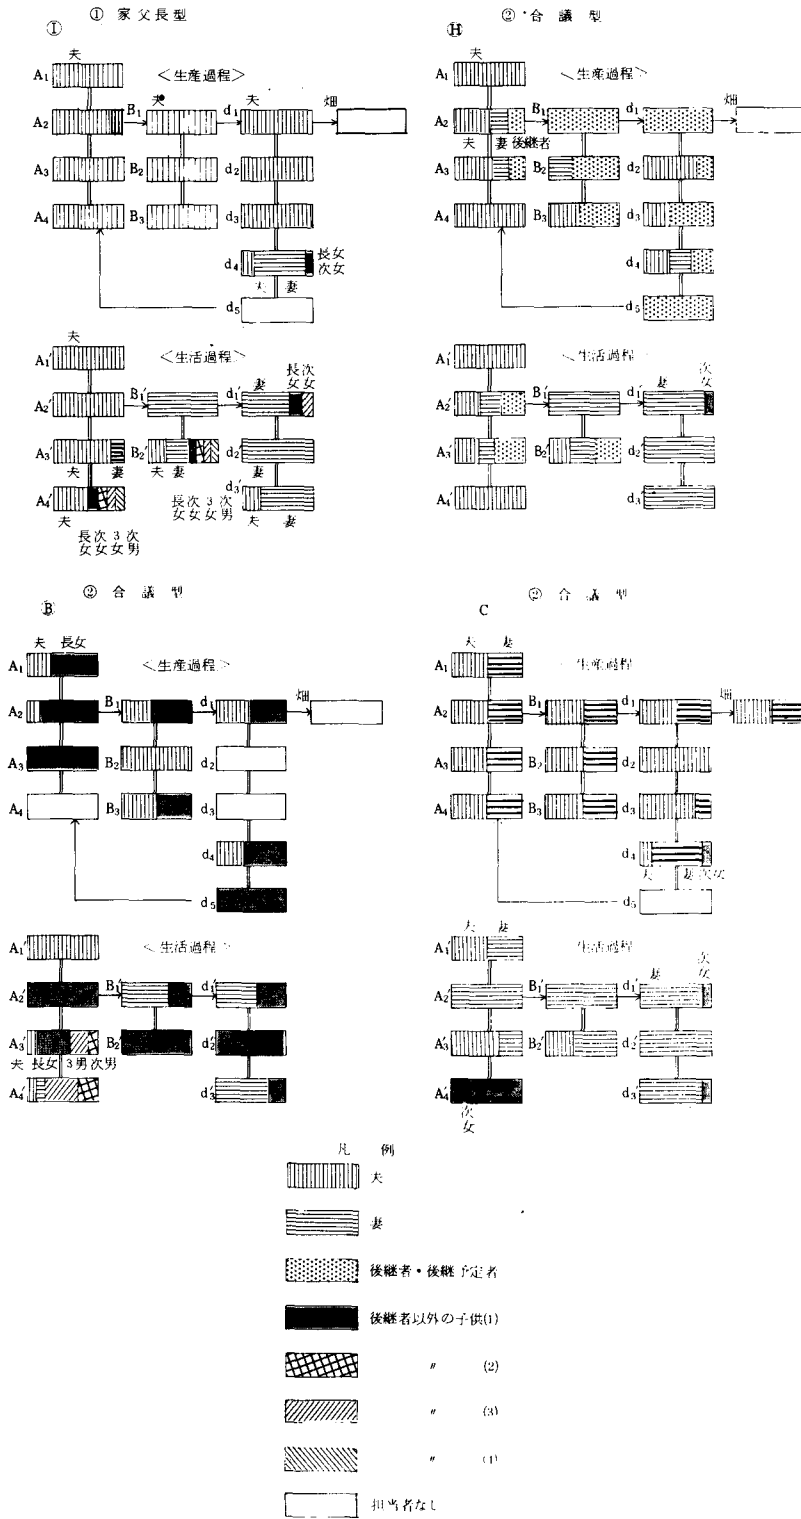 ① 家父長型
Ⓘ
夫
<生産過程>
A₁
夫
夫
畑
A₂
B₁
d₁
A₃
B₂
d₂
A₄
B₃
d₃
d₄
長女
次女
夫 妻
d₅
夫
<生活過程>
A₁′
長女
次女
A₂′
B₁′
d₁′
妻
A₃′
B₂′
d₂′
夫 妻
夫 妻
妻
A₄′
d₃′
夫
長女 次女 3女 次男
夫 妻
長女 次女 3女 次男
② 合議型
Ⓗ
夫
<生産過程>
A₁
畑
A₂
B₁
d₁
夫 妻 後継者
A₃
B₂
d₂
A₄
B₃
d₃
d₄
d₅
<生活過程>
A₁′
妻
次女
A₂′
B₁′
d₁′
A₃′
B₂′
d₂′
A₄′
d₃′
② 合議型
Ⓑ
夫 長女
<生産過程>
A₁
畑
A₂
B₁
d₁
A₃
B₂
d₂
A₄
B₃
d₃
d₄
d₅
<生活過程>
A₁′
A₂′
B₁′
d₁′
A₃′
B₂′
d₂′
夫 長女 3男 次男
A₄′
d₃′
② 合議型
C
夫 妻
生産過程
A₁
畑
A₂
B₁
d₁
A₃
B₂
d₂
A₄
B₃
d₃
d₄
夫 妻 次女
d₅
夫 妻
生活過程
A₁′
妻
次女
A₂′
B₁′
d₁′
A₃′
B₂′
d₂′
A₄′
d₃′
次女
凡例
夫
妻
後継者・後継予定者
後継者以外の子供(1)
〃 (2)
〃 (3)
〃
担当者なし